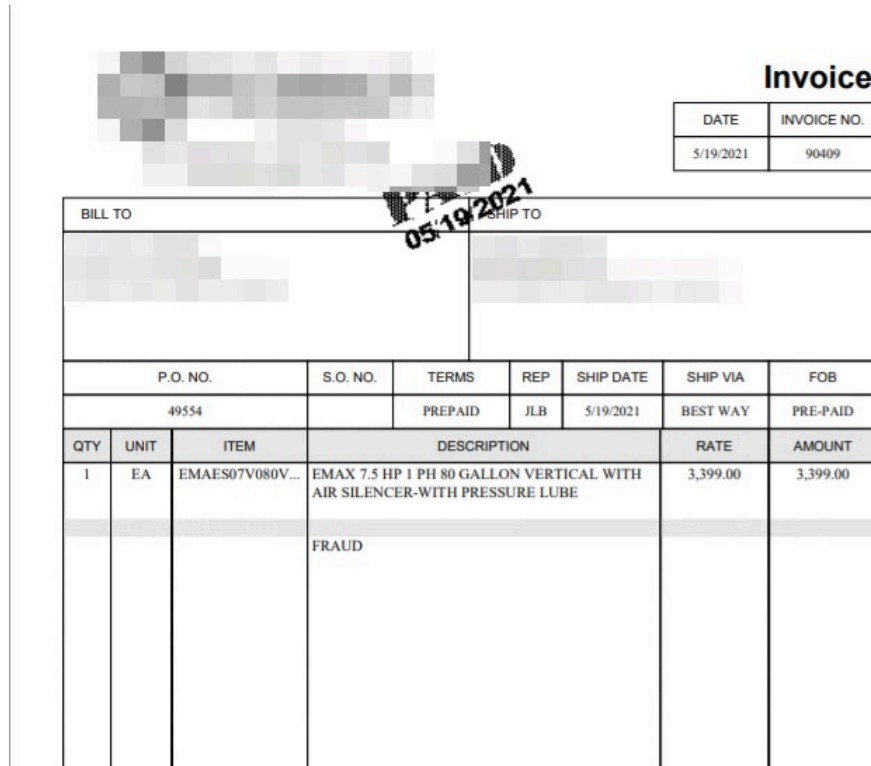 Invoice
DATE INVOICE NO.
5/19/2021 90409
05/19/2021
BILL TO SHIP TO
P.O. NO. S.O. NO. TERMS REP SHIP DATE SHIP VIA FOB
49554 PREPAID JLB 5/19/2021 BEST WAY PRE-PAID
QTY UNIT ITEM DESCRIPTION RATE AMOUNT
1 EA EMAES07V080V... EMAX 7.5 HP 1 PH 80 GALLON VERTICAL WITH 3,399.00 3,399.00
AIR SILENCER-WITH PRESSURE LUBE
FRAUD